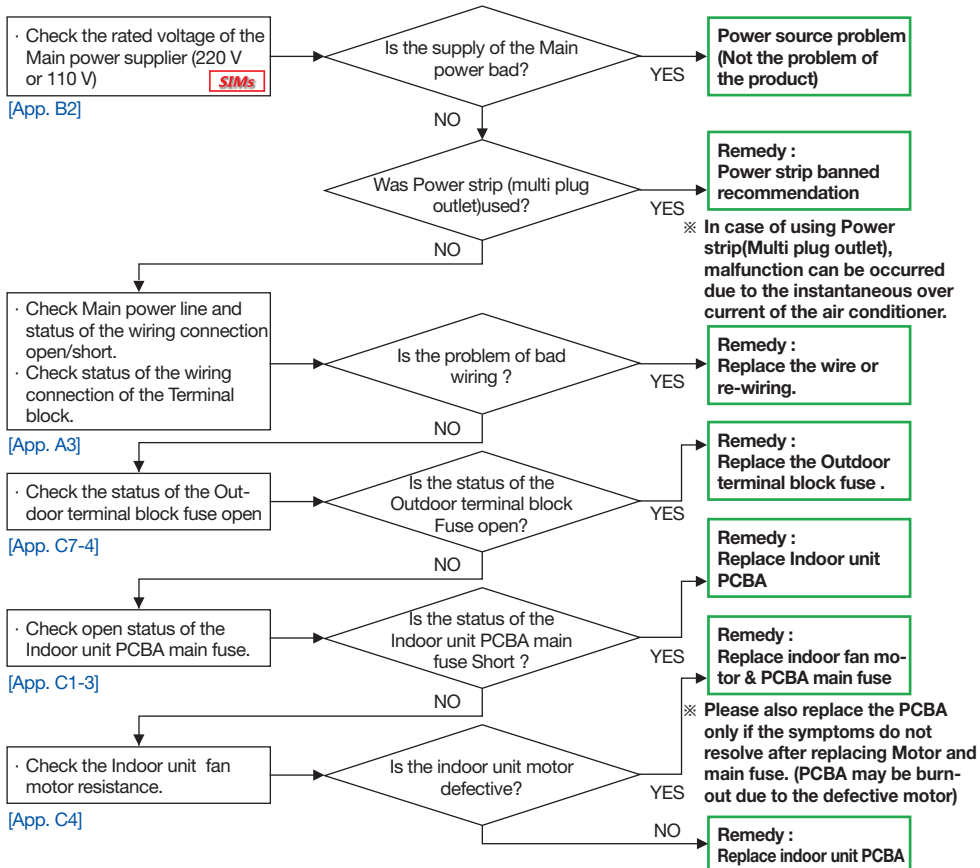 · Check the rated voltage of the
Main power supplier (220 V
or 110 V)
SIMs
[App. B2]
Is the supply of the Main
power bad?
YES
Power source problem
(Not the problem of
the product)
NO
Was Power strip (multi plug
outlet)used?
YES
Remedy :
Power strip banned
recommendation
※ In case of using Power
strip(Multi plug outlet),
malfunction can be occurred
due to the instantaneous over
current of the air conditioner.
NO
· Check Main power line and
status of the wiring connection
open/short.
· Check status of the wiring
connection of the Terminal
block.
[App. A3]
Is the problem of bad
wiring ?
YES
Remedy :
Replace the wire or
re-wiring.
NO
· Check the status of the Out-
door terminal block fuse open
[App. C7-4]
Is the status of the
Outdoor terminal block
Fuse open?
YES
Remedy :
Replace the Outdoor
terminal block fuse .
NO
· Check open status of the
Indoor unit PCBA main fuse.
[App. C1-3]
Is the status of the
Indoor unit PCBA main
fuse Short ?
YES
Remedy :
Replace Indoor unit
PCBA
NO
· Check the Indoor unit fan
motor resistance.
[App. C4]
Is the indoor unit motor
defective?
YES
Remedy :
Replace indoor fan mo-
tor & PCBA main fuse
※ Please also replace the PCBA
only if the symptoms do not
resolve after replacing Motor and
main fuse. (PCBA may be burn-
out due to the defective motor)
NO
Remedy :
Replace indoor unit PCBA